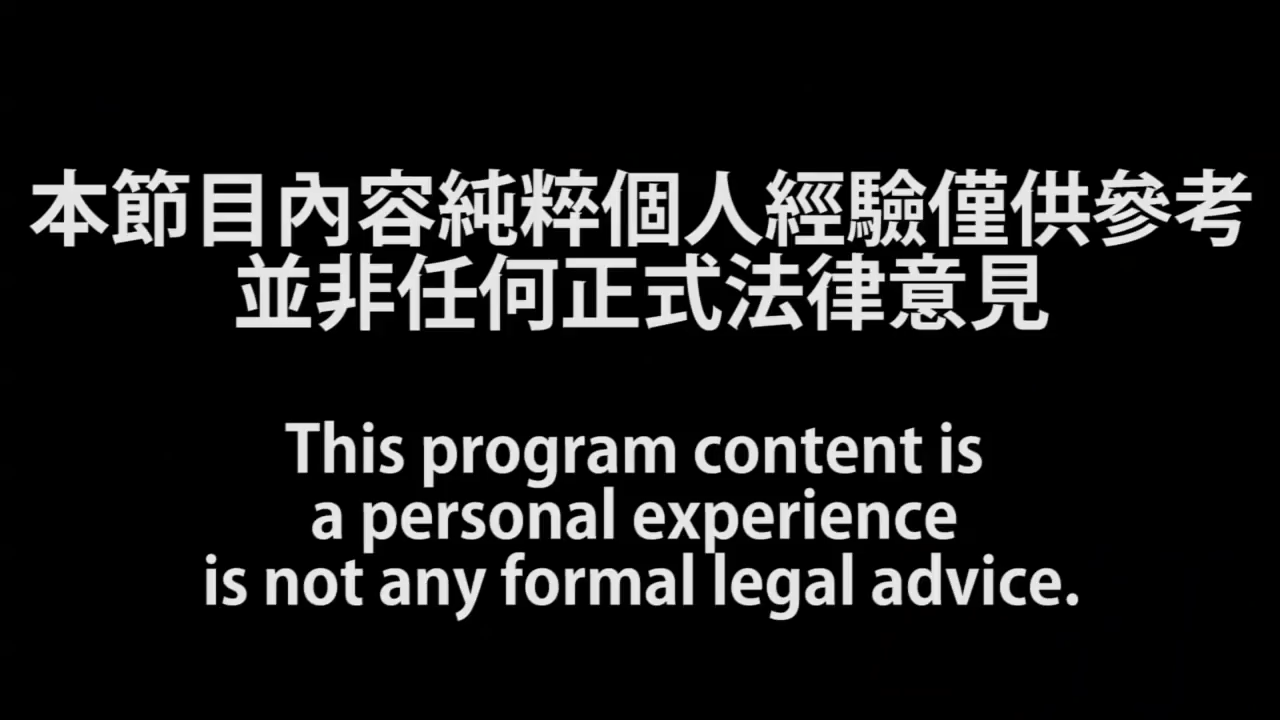 本節目內容純粹個人經驗僅供參考
並非任何正式法律意見
This program content is
a personal experience
is not any formal legal advice.